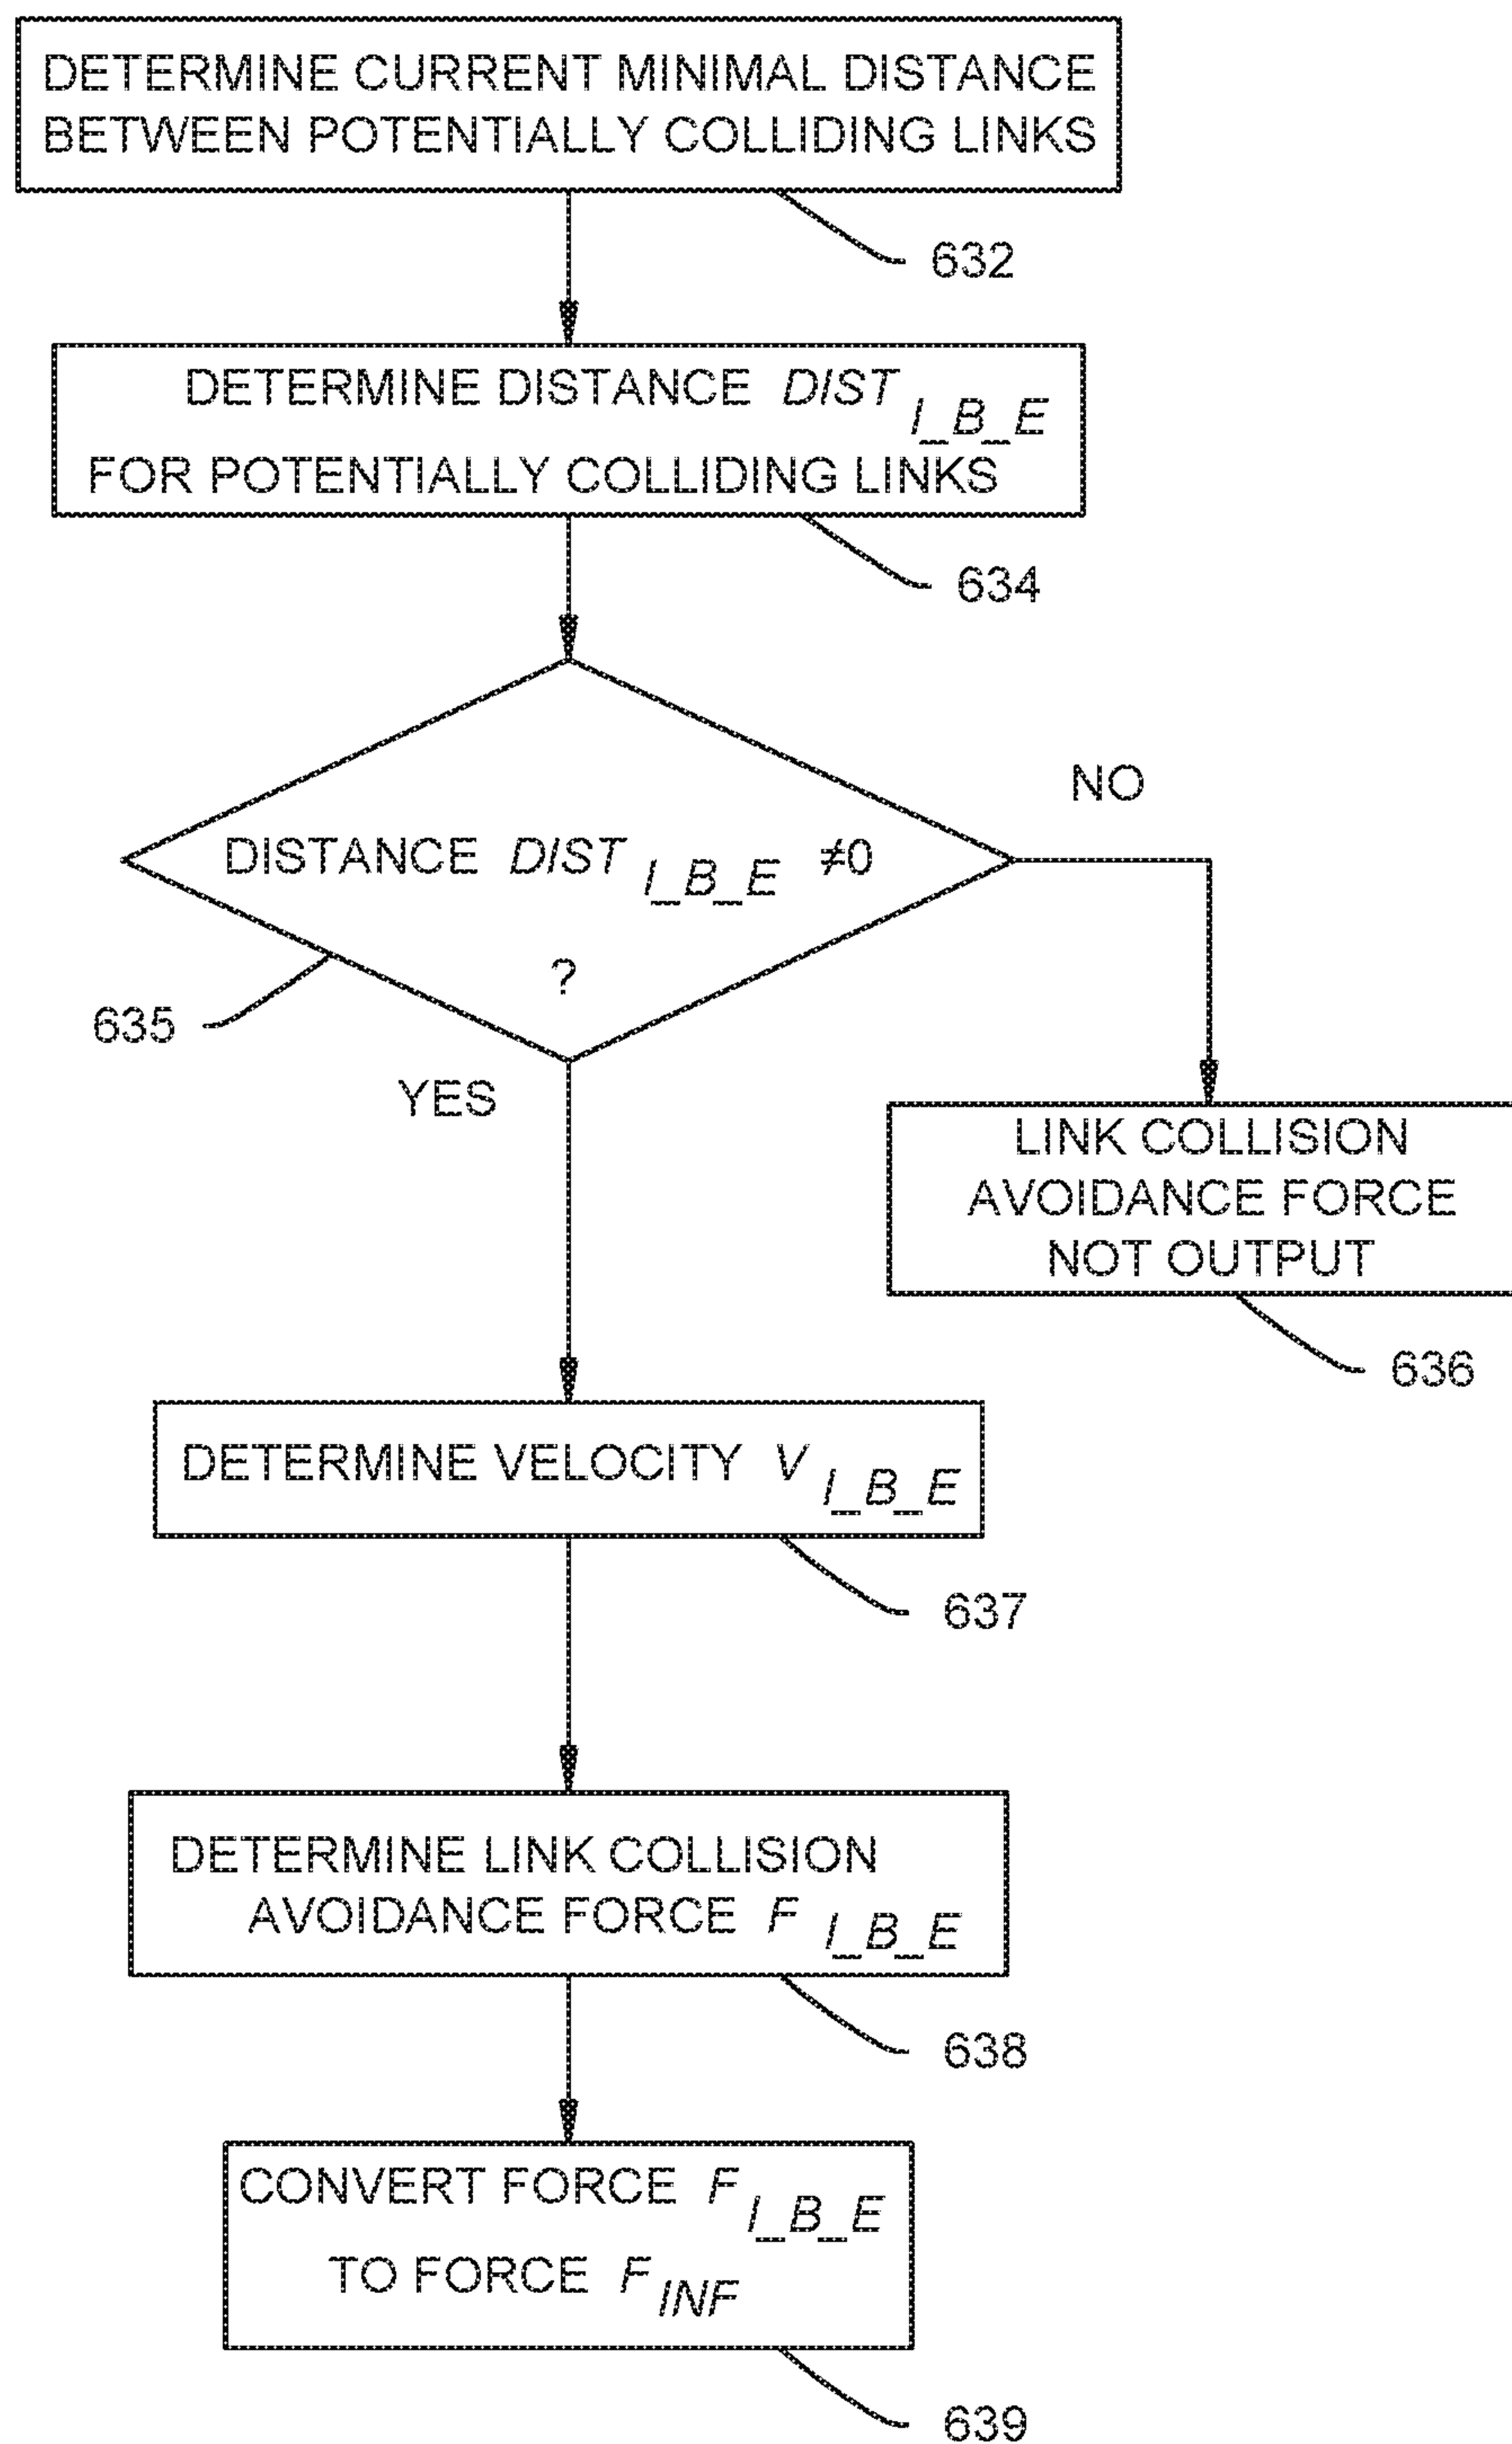 DETERMINE CURRENT MINIMAL DISTANCE
BETWEEN POTENTIALLY COLLIDING LINKS
632
DETERMINE DISTANCE DIST I_B_E
FOR POTENTIALLY COLLIDING LINKS
634
NO
DISTANCE DIST I_B_E ≠0
?
635
YES
LINK COLLISION
AVOIDANCE FORCE
NOT OUTPUT
636
DETERMINE VELOCITY V I_B_E
637
DETERMINE LINK COLLISION
AVOIDANCE FORCE F I_B_E
638
CONVERT FORCE F I_B_E
TO FORCE F INF
639